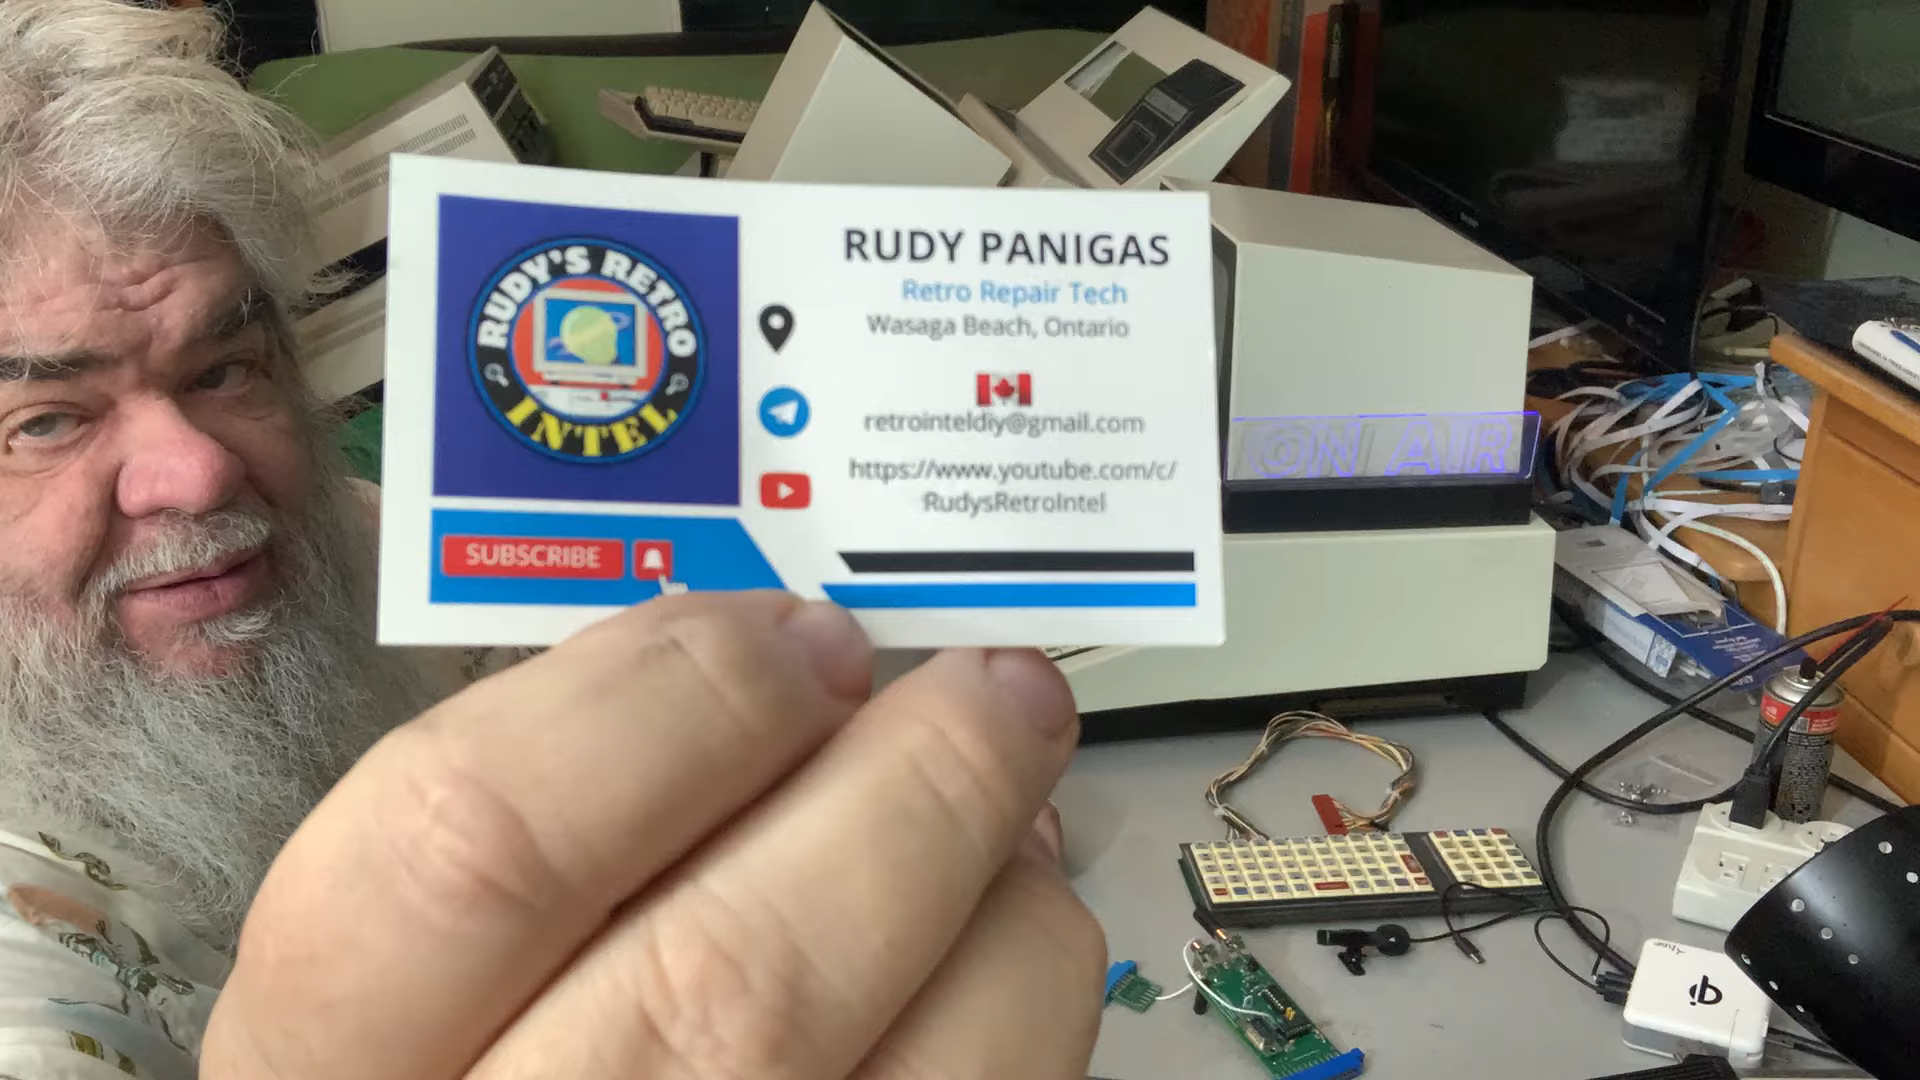 RUDY'S RETRO
INTEL
SUBSCRIBE
RUDY PANIGAS
Retro Repair Tech
Wasaga Beach, Ontario
retrointeldiy@gmail.com
https://www.youtube.com/c/
RudysRetroIntel
ON AIR